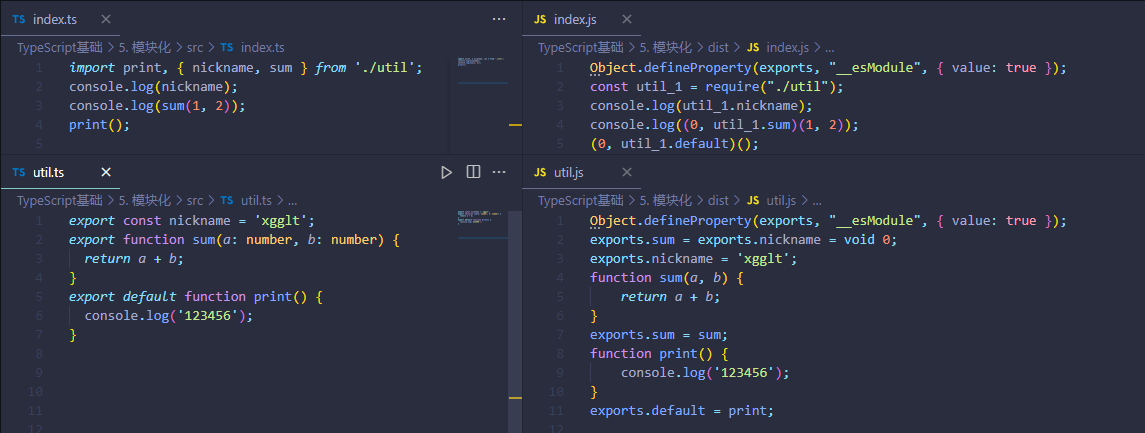 TS index.ts ×
TypeScript基础 > 5. 模块化 > src > TS index.ts
1 import print, { nickname, sum } from './util';
2 console.log(nickname);
3 console.log(sum(1, 2));
4 print();
JS index.js ×
TypeScript基础 > 5. 模块化 > dist > JS index.js > ...
1 Object.defineProperty(exports, "__esModule", { value: true });
2 const util_1 = require("./util");
3 console.log(util_1.nickname);
4 console.log((0, util_1.sum)(1, 2));
5 (0, util_1.default)();
TS util.ts ×
TypeScript基础 > 5. 模块化 > src > TS util.ts > ...
1 export const nickname = 'xgglt';
2 export function sum(a: number, b: number) {
3 return a + b;
4 }
5 export default function print() {
6 console.log('123456');
7 }
8
9
10
11
JS util.js ×
TypeScript基础 > 5. 模块化 > dist > JS util.js > ...
1 Object.defineProperty(exports, "__esModule", { value: true });
2 exports.sum = exports.nickname = void 0;
3 exports.nickname = 'xgglt';
4 function sum(a, b) {
5 return a + b;
6 }
7 exports.sum = sum;
8 function print() {
9 console.log('123456');
10 }
11 exports.default = print;
12